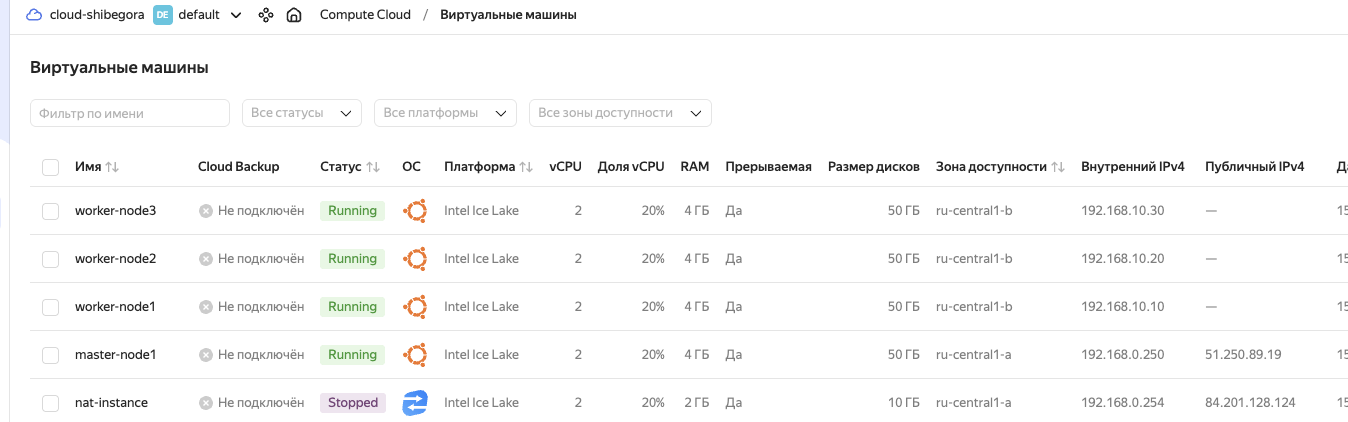 cloud-shibegora DE default Compute Cloud / Виртуальные машины
Виртуальные машины
Фильтр по имени Все статусы Все платформы Все зоны доступности
Имя Cloud Backup Статус ОС Платформа vCPU Доля vCPU RAM Прерываемая Размер дисков Зона доступности Внутренний IPv4 Публичный IPv4
worker-node3 Не подключён Running Intel Ice Lake 2 20% 4 ГБ Да 50 ГБ ru-central1-b 192.168.10.30 —
worker-node2 Не подключён Running Intel Ice Lake 2 20% 4 ГБ Да 50 ГБ ru-central1-b 192.168.10.20 —
worker-node1 Не подключён Running Intel Ice Lake 2 20% 4 ГБ Да 50 ГБ ru-central1-b 192.168.10.10 —
master-node1 Не подключён Running Intel Ice Lake 2 20% 4 ГБ Да 50 ГБ ru-central1-a 192.168.0.250 51.250.89.19
nat-instance Не подключён Stopped Intel Ice Lake 2 20% 2 ГБ Да 10 ГБ ru-central1-a 192.168.0.254 84.201.128.124